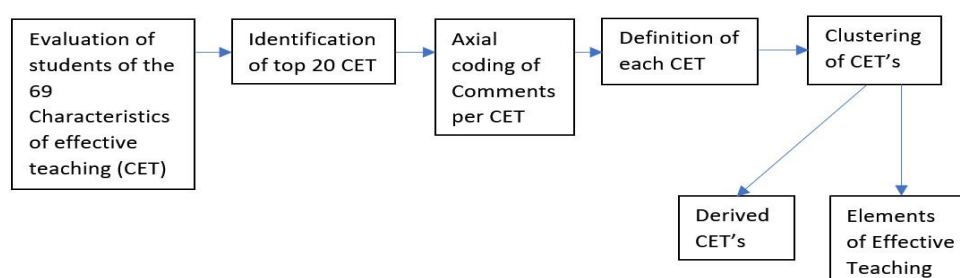 Evaluation of
students of the
69
Characteristics
of effective
teaching (CET)
Identification
of top 20 CET
Axial
coding of
Comments
per CET
Definition of
each CET
Clustering
of CET's
Derived
CET's
Elements
of Effective
Teaching